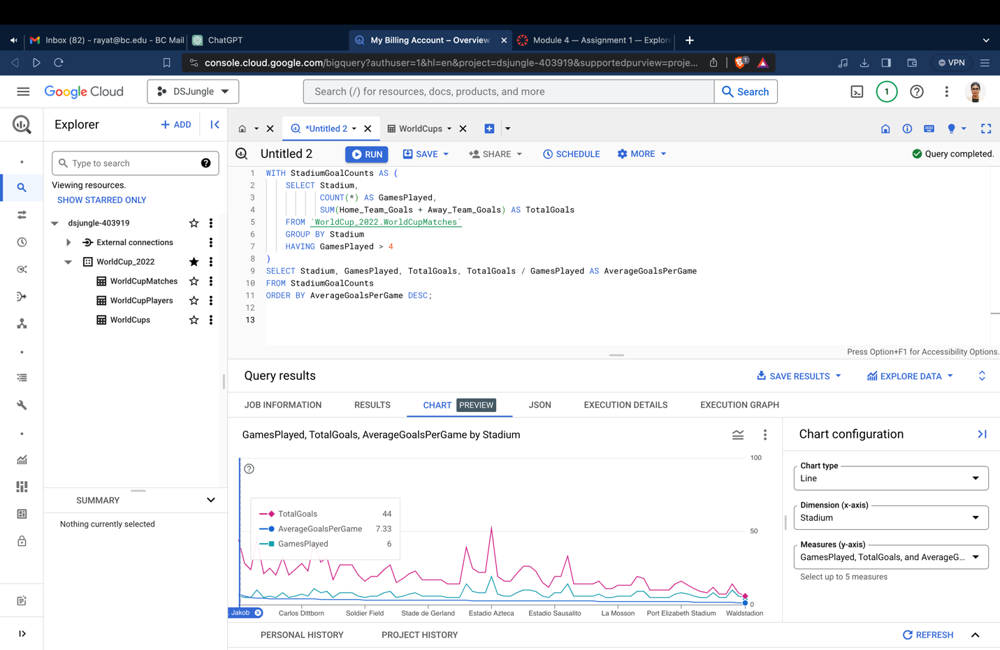 Inbox (82) - rayat@bc.edu - BC Mail
ChatGPT
My Billing Account – Overview
Module 4 — Assignment 1 — Explor
console.cloud.google.com/bigquery?authuser=1&hl=en&project=dsjungle-403919&supportedpurview=proje...
1
VPN
Google Cloud
DSJungle
Search (/) for resources, docs, products, and more
Search
1
Explorer
ADD
*Untitled 2
WorldCups
Type to search
Viewing resources.
SHOW STARRED ONLY
dsjungle-403919
External connections
WorldCup_2022
WorldCupMatches
WorldCupPlayers
WorldCups
SUMMARY
Nothing currently selected
Untitled 2
RUN
SAVE
SHARE
SCHEDULE
MORE
Query completed.
1 WITH StadiumGoalCounts AS (
2 SELECT Stadium,
3 COUNT(*) AS GamesPlayed,
4 SUM(Home_Team_Goals + Away_Team_Goals) AS TotalGoals
5 FROM `WorldCup_2022.WorldCupMatches`
6 GROUP BY Stadium
7 HAVING GamesPlayed > 4
8 )
9 SELECT Stadium, GamesPlayed, TotalGoals, TotalGoals / GamesPlayed AS AverageGoalsPerGame
10 FROM StadiumGoalCounts
11 ORDER BY AverageGoalsPerGame DESC;
12
13
Press Option+F1 for Accessibility Options.
Query results
SAVE RESULTS
EXPLORE DATA
JOB INFORMATION
RESULTS
CHART PREVIEW
JSON
EXECUTION DETAILS
EXECUTION GRAPH
GamesPlayed, TotalGoals, AverageGoalsPerGame by Stadium
100
50
0
TotalGoals 44
AverageGoalsPerGame 7.33
GamesPlayed 6
. Jakob
Carlos Dittborn
Soldier Field
Stade de Gerland
Estadio Azteca
Estadio Sausalito
La Mosson
Port Elizabeth Stadium
Waldstadion
Chart configuration
Chart type
Line
Dimension (x-axis)
Stadium
Measures (y-axis)
GamesPlayed, TotalGoals, and AverageG...
Select up to 5 measures
PERSONAL HISTORY
PROJECT HISTORY
REFRESH